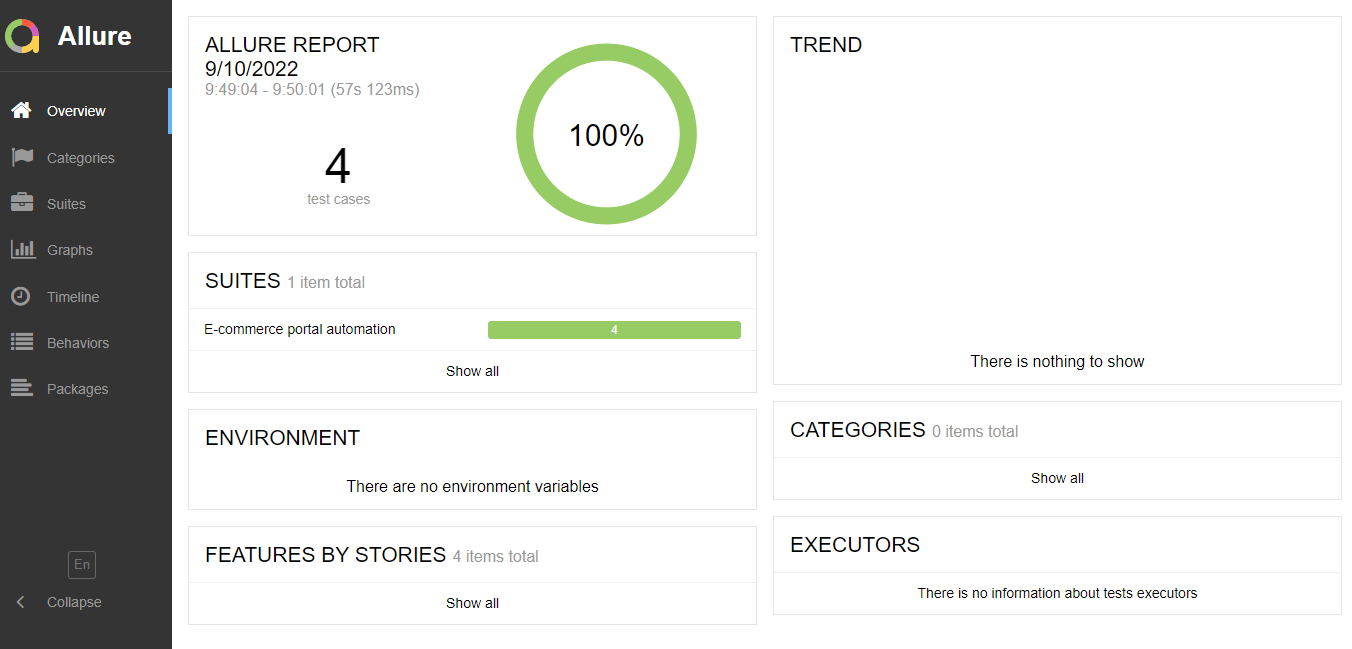 Allure
Overview
Categories
Suites
Graphs
Timeline
Behaviors
Packages
En
Collapse
ALLURE REPORT
9/10/2022
9:49:04 - 9:50:01 (57s 123ms)
4
test cases
100%
SUITES 1 item total
E-commerce portal automation 4
Show all
ENVIRONMENT
There are no environment variables
FEATURES BY STORIES 4 items total
Show all
TREND
There is nothing to show
CATEGORIES 0 items total
Show all
EXECUTORS
There is no information about tests executors